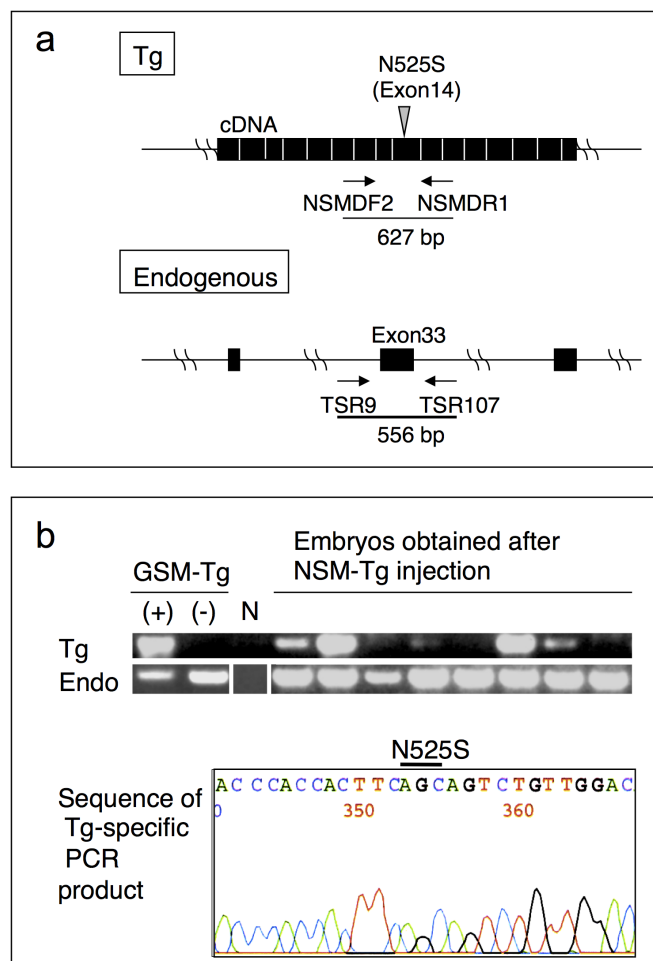 a
Tg
N525S
(Exon14)
cDNA
NSMDF2 NSMDR1
627 bp
Endogenous
Exon33
TSR9 TSR107
556 bp
b
Embryos obtained after
NSM-Tg injection
GSM-Tg
(+) (-) N
Tg
Endo
N525S
ACCCACCACTTCAGCAGTCTGTTGGAC
0 350 360
Sequence of
Tg-specific
PCR
product